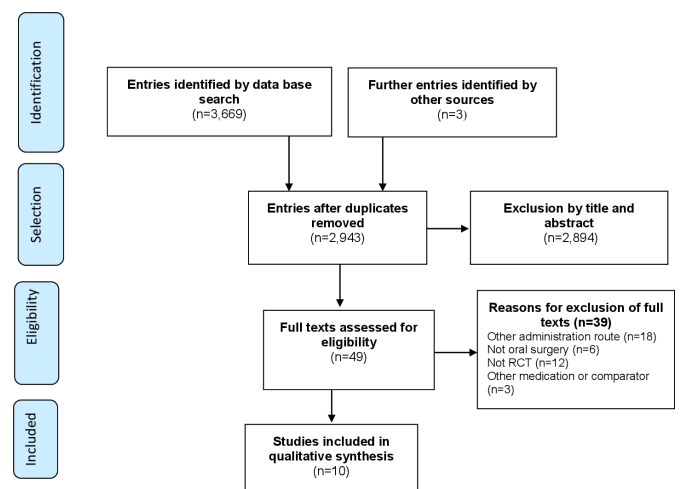 Identification
Entries identified by data base
search
(n=3,669)
Further entries identified by
other sources
(n=3)
Selection
Entries after duplicates
removed
(n=2,943)
Exclusion by title and
abstract
(n=2,894)
Eligibility
Full texts assessed for
eligibility
(n=49)
Reasons for exclusion of full
texts (n=39)
Other administration route (n=18)
Not oral surgery (n=6)
Not RCT (n=12)
Other medication or comparator
(n=3)
Included
Studies included in
qualitative synthesis
(n=10)